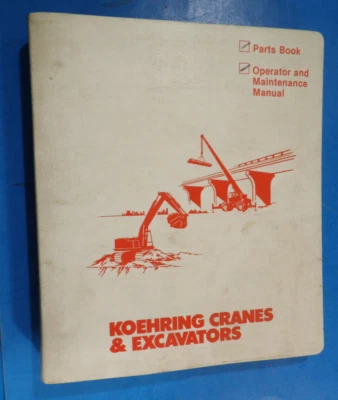 Parts Book
Operator and
Maintenance
Manual
KOEHRING CRANES
& EXCAVATORS